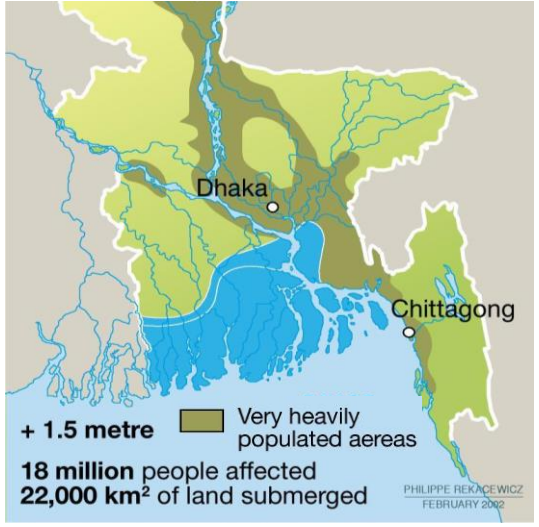 Dhaka
Chittagong
+ 1.5 metre
Very heavily
populated aereas
18 million people affected
22,000 km² of land submerged
PHILIPPE REKACEWICZ
FEBRUARY 2002